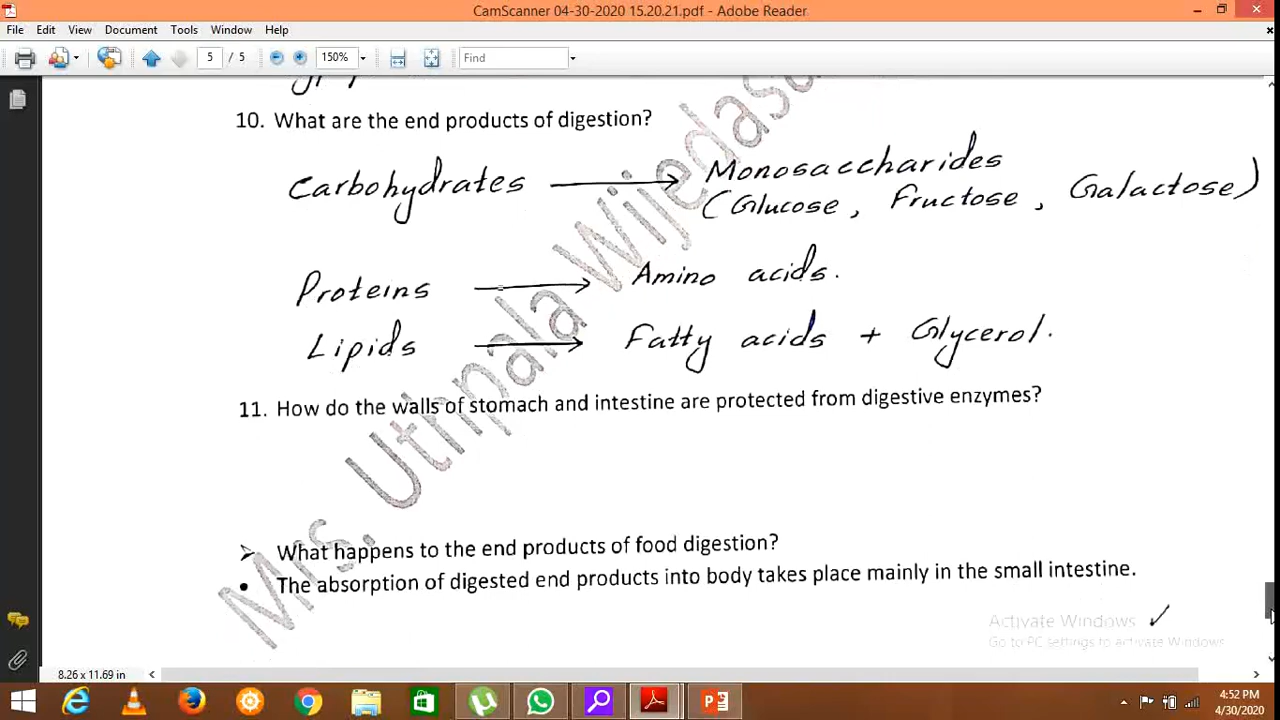 CamScanner 04-30-2020 15.20.21.pdf - Adobe Reader
File Edit View Document Tools Window Help
5 / 5 150% Find
10. What are the end products of digestion?
Carbohydrates → Monosaccharides
(Glucose, Fructose, Galactose)
Proteins → Amino acids.
Lipids → Fatty acids + Glycerol.
11. How do the walls of stomach and intestine are protected from digestive enzymes?
Mrs. Uthpala
➢ What happens to the end products of food digestion?
• The absorption of digested end products into body takes place mainly in the small intestine.
Activate Windows
Go to PC settings to activate Windows
8.26 x 11.69 in
4:52 PM
4/30/2020